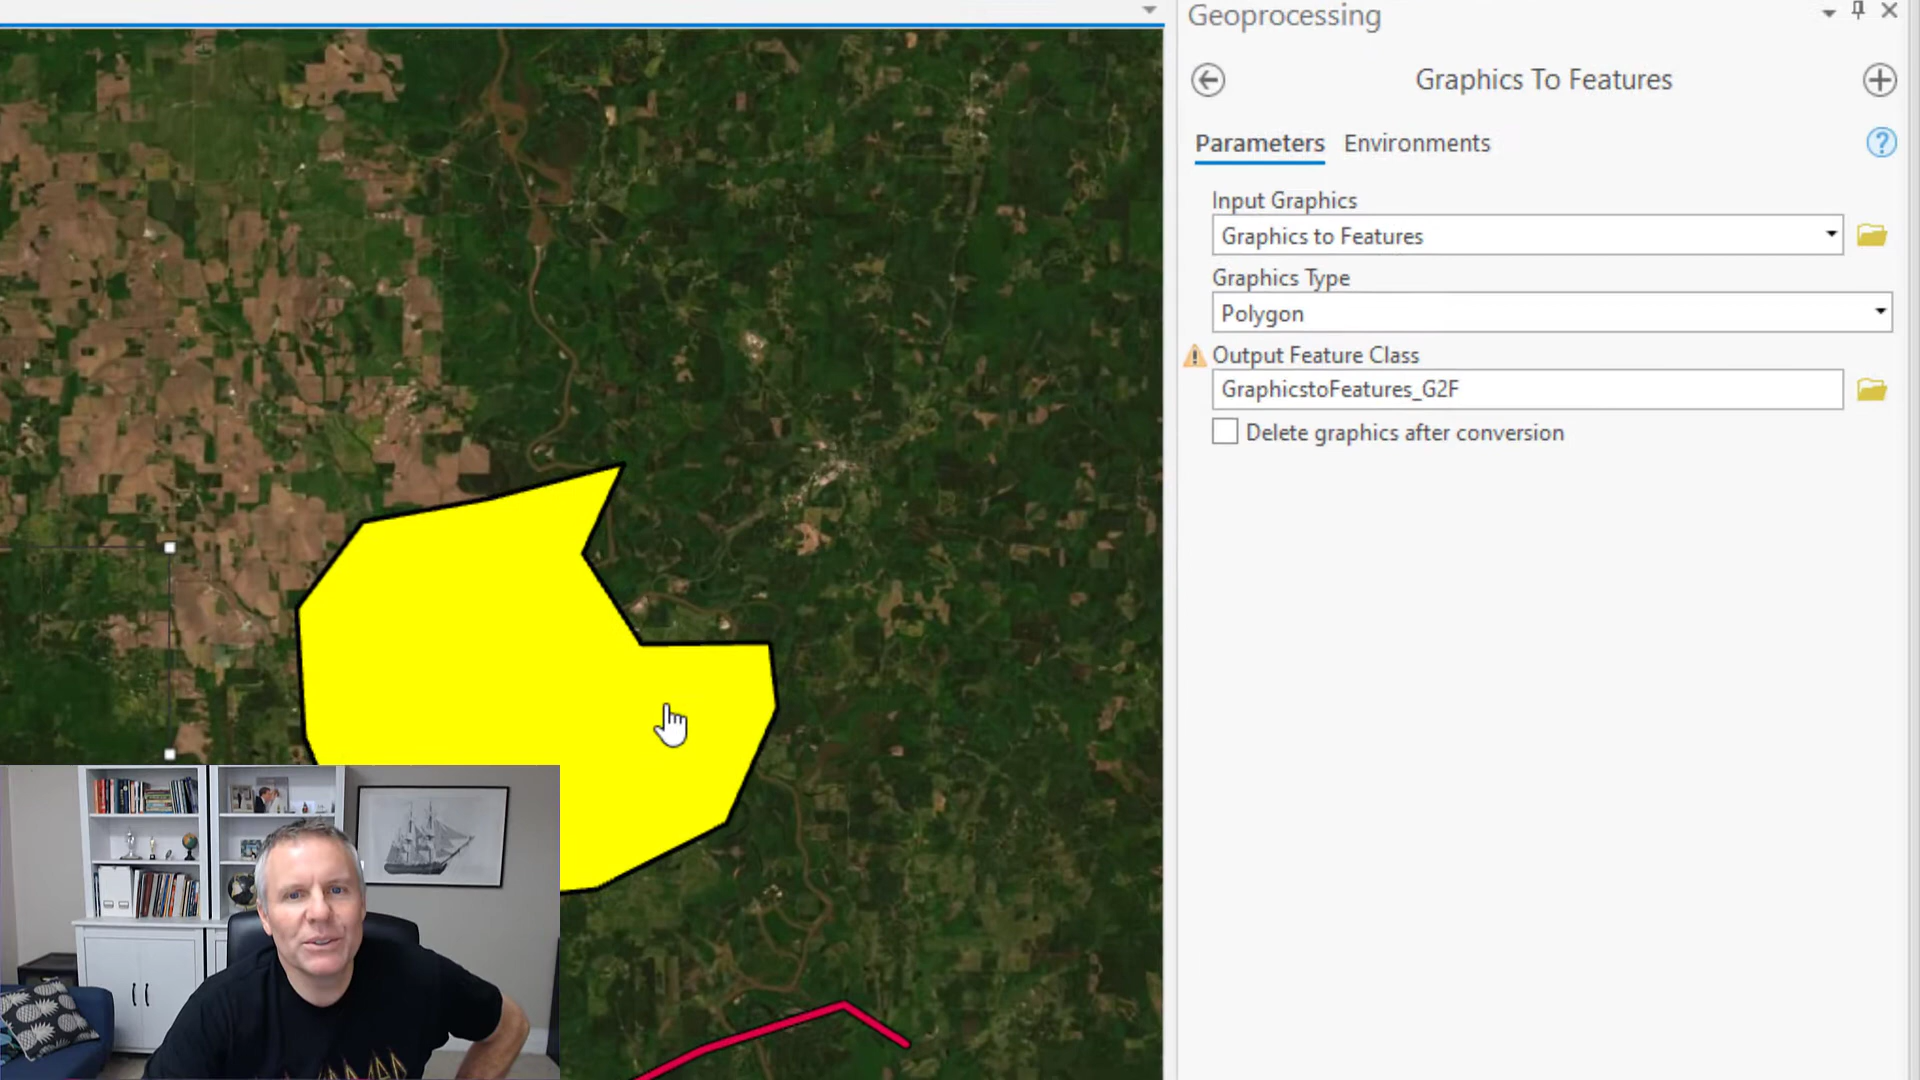 Geoprocessing
Graphics To Features
Parameters Environments
Input Graphics
Graphics to Features
Graphics Type
Polygon
Output Feature Class
GraphicstoFeatures_G2F
Delete graphics after conversion